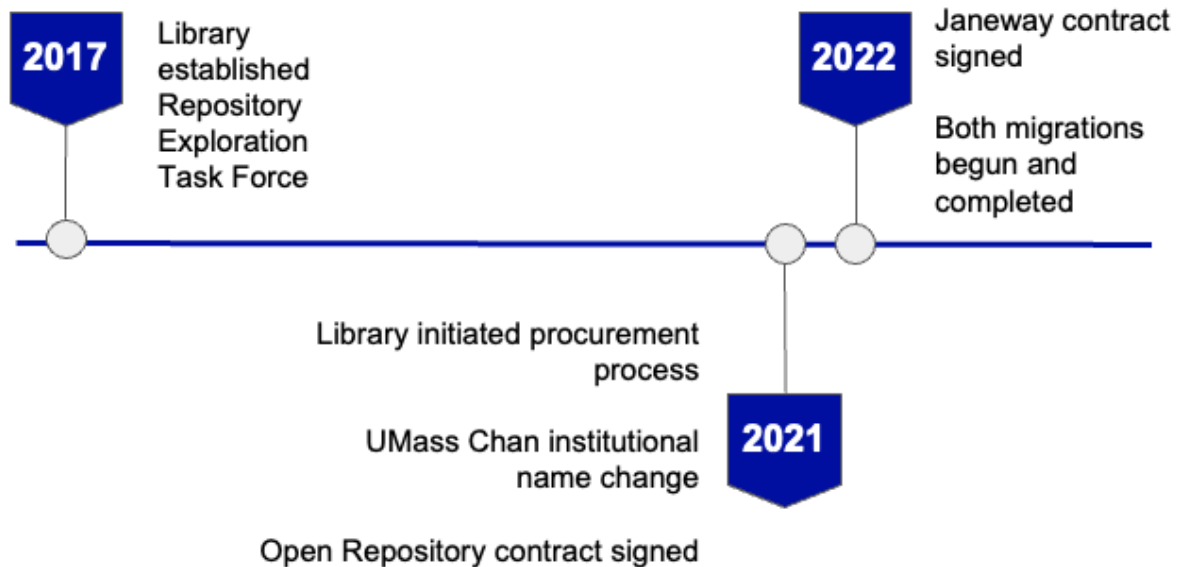 2017
Library
established
Repository
Exploration
Task Force
2022
Janeway contract
signed
Both migrations
begun and
completed
Library initiated procurement
process
UMass Chan institutional
name change
Open Repository contract signed
2021